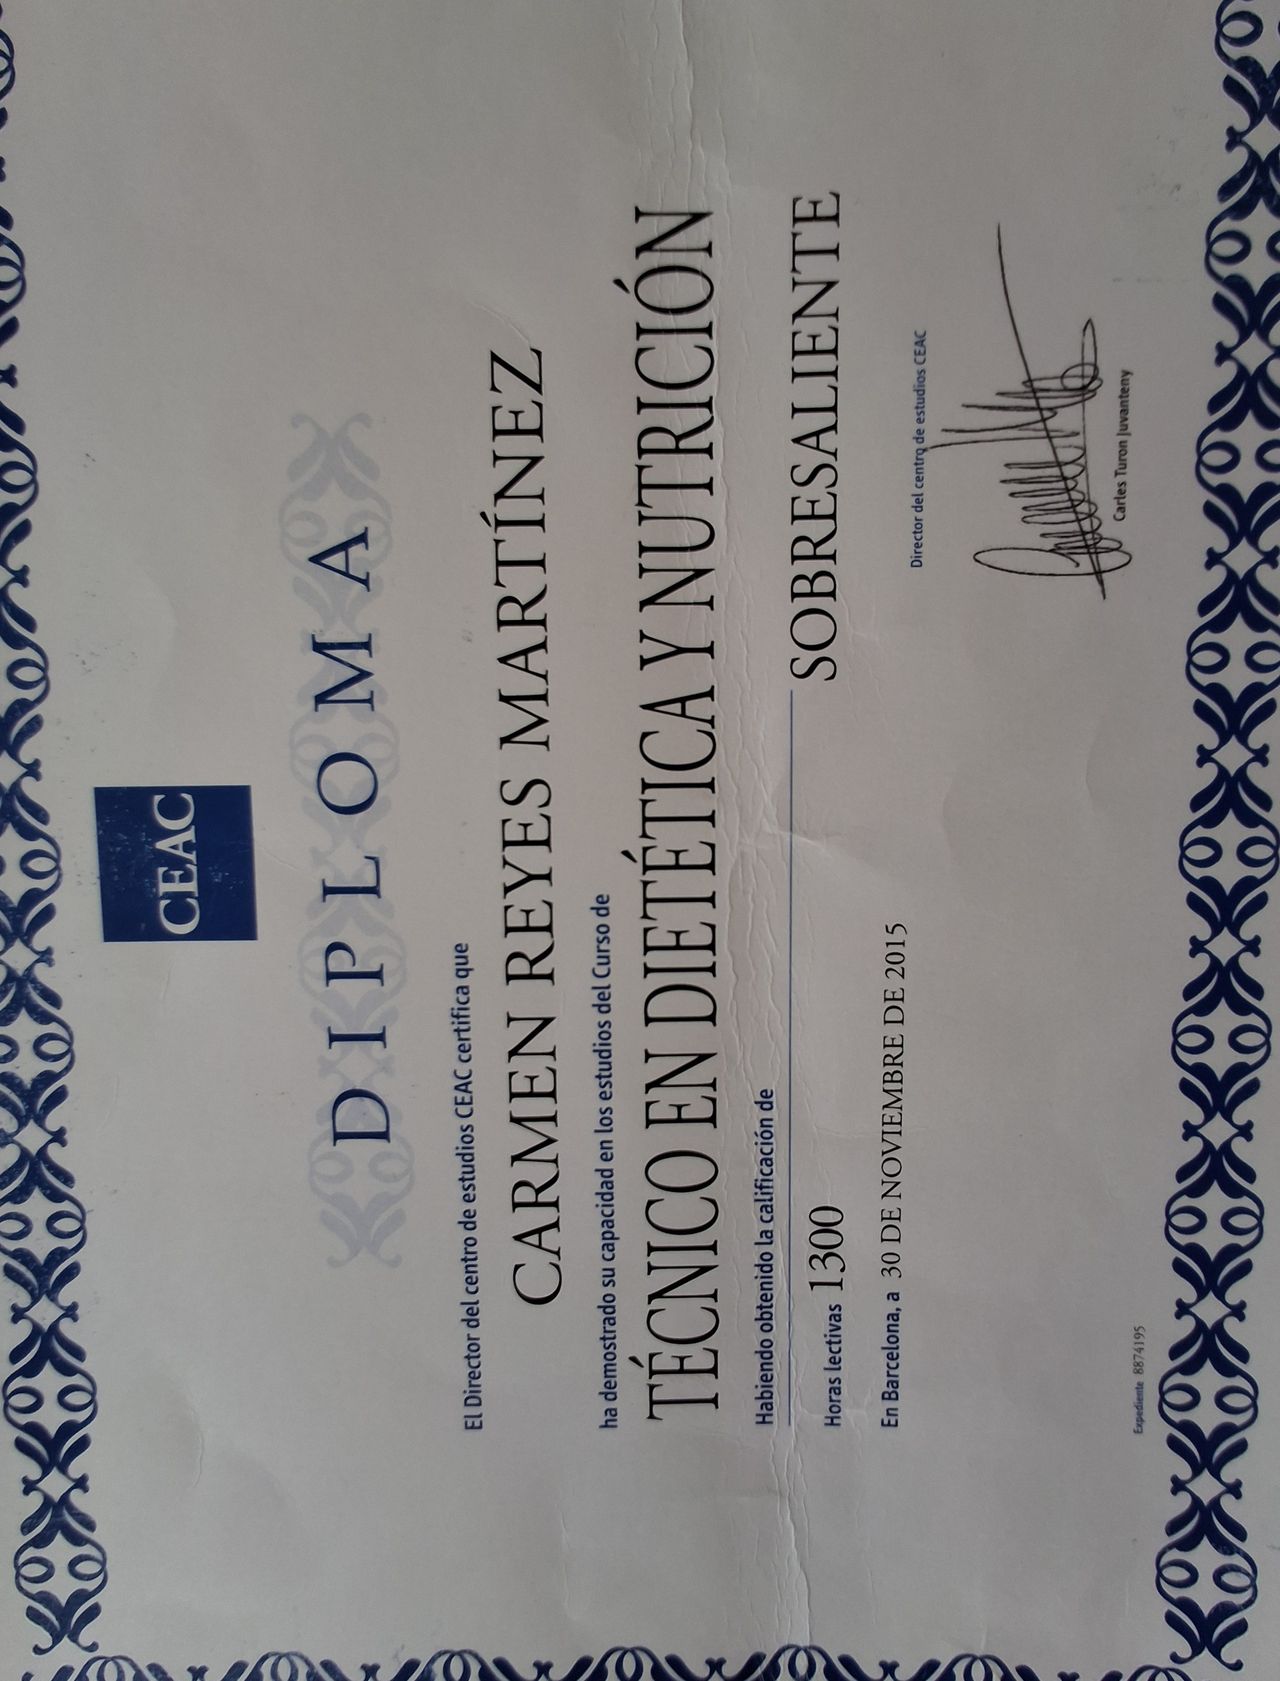 CEAC
DIPLOMA
El Director del centro de estudios CEAC certifica que
CARMEN REYES MARTÍNEZ
ha demostrado su capacidad en los estudios del Curso de
TÉCNICO EN DIETÉTICA Y NUTRICIÓN
Habiendo obtenido la calificación de
SOBRESALIENTE
Horas lectivas 1300
En Barcelona, a 30 DE NOVIEMBRE DE 2015
Director del centro de estudios CEAC
Carles Turon Juvanteny
Expediente 8874195